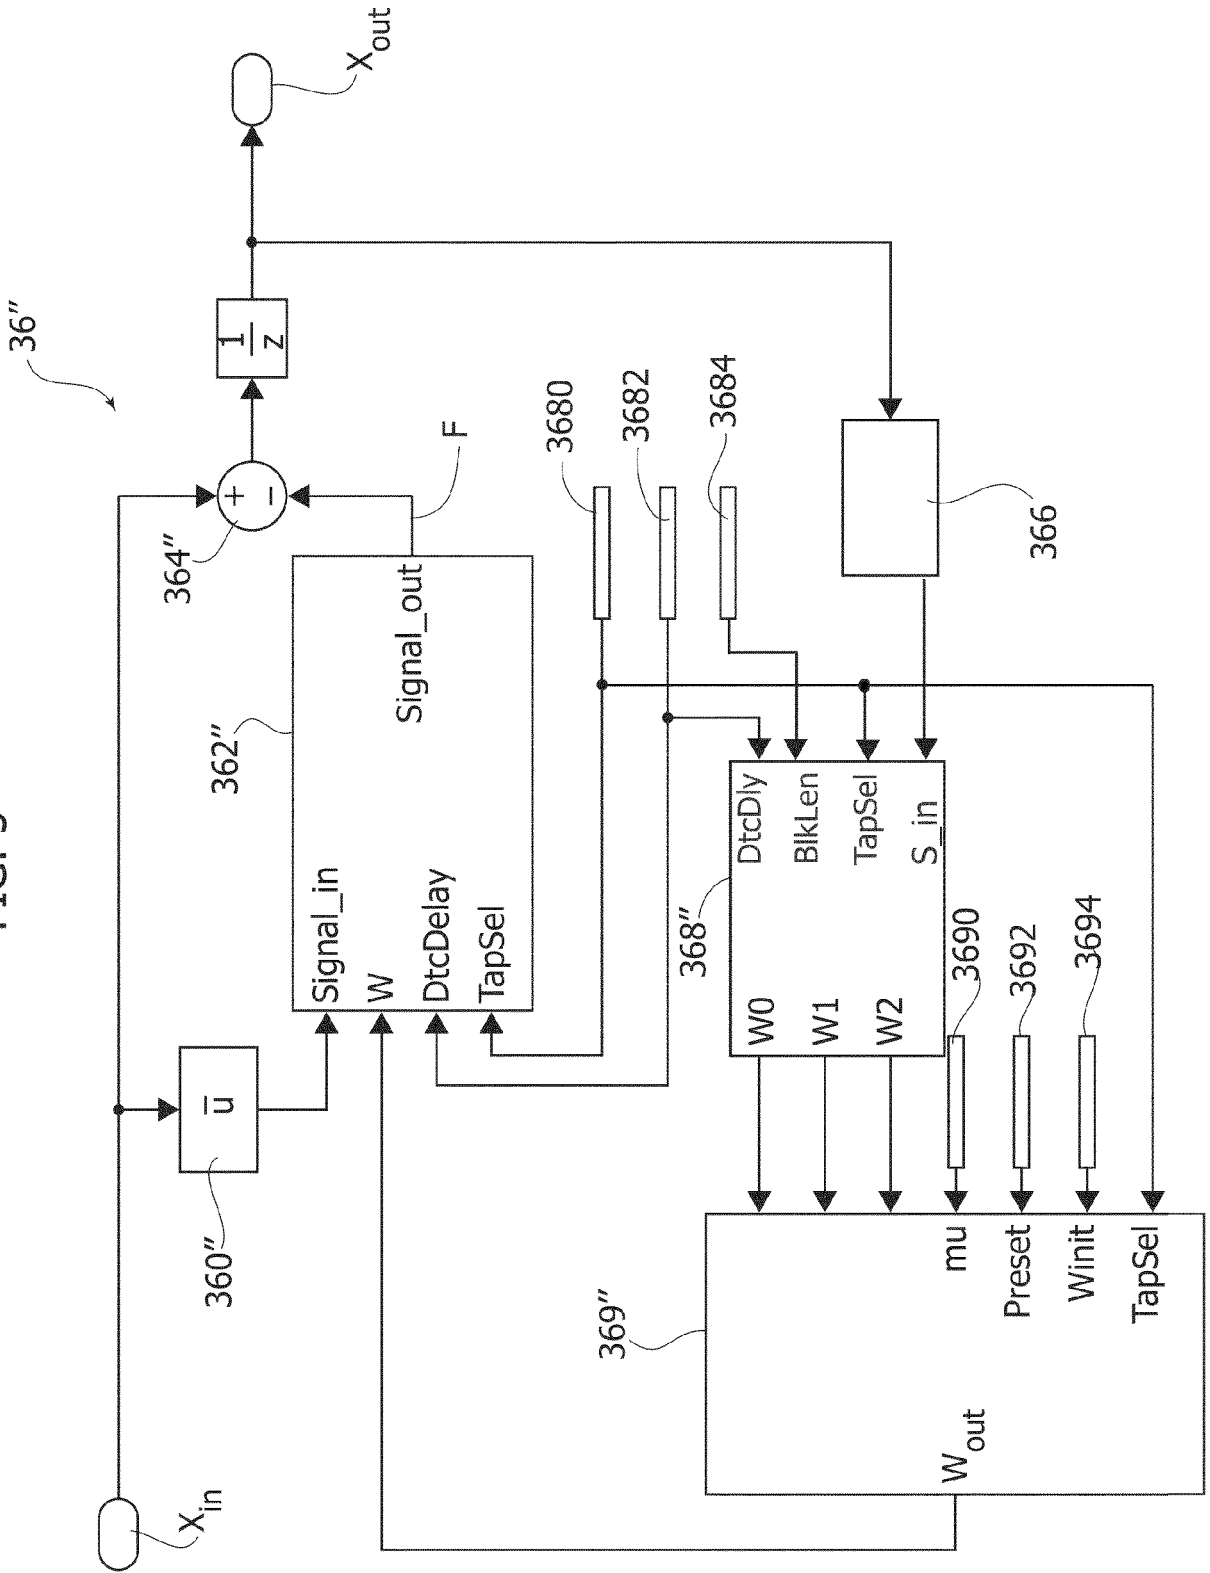 36''
X_in
X_out
360''
u̅
362''
Signal_in
W
DtcDelay
TapSel
Signal_out
F
364''
+
−
1
z
3680
3682
3684
366
368''
DtcDly
BlkLen
TapSel
S_in
W0
W1
W2
3690
3692
3694
369''
mu
Preset
Winit
TapSel
W_out